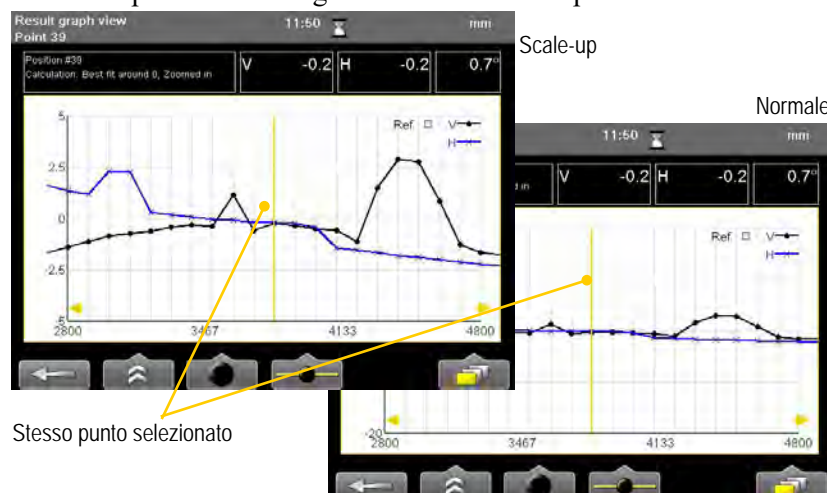 Result graph view 11:50 mm
Point 39
Position #39
Calculation: Best fit around 0, Zoomed in
V -0.2 H -0.2 0.7°
Scale-up
Ref V
H
5
2.5
0
-2.5
-5
2800 3467 4133 4800
Normale
11:50 mm
V -0.2 H -0.2 0.7°
Ref V
H
-20
2800 3467 4133 4800
Stesso punto selezionato